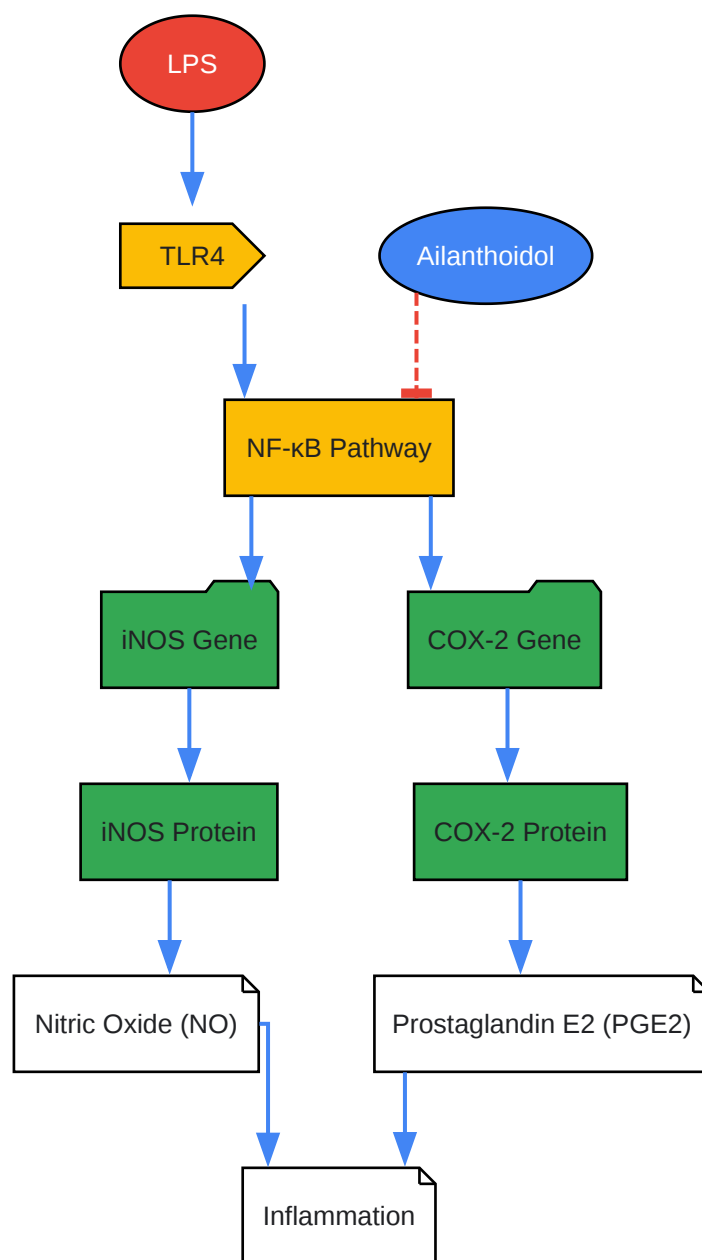 LPS
TLR4
Ailanthoidol
NF-κB Pathway
iNOS Gene
COX-2 Gene
iNOS Protein
COX-2 Protein
Nitric Oxide (NO)
Prostaglandin E2 (PGE2)
Inflammation